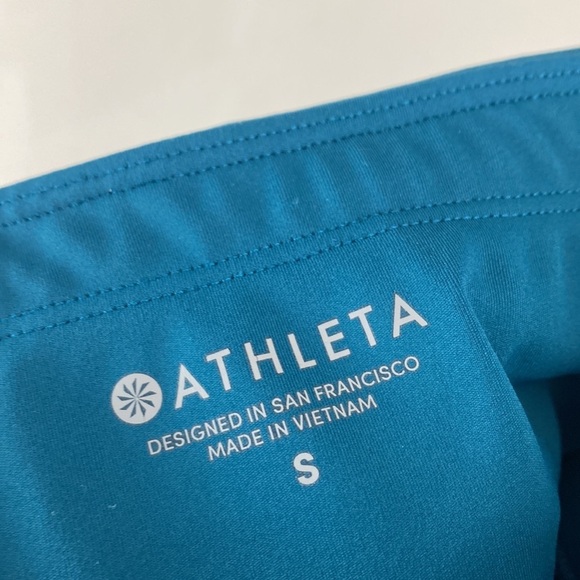 ATHLETA
DESIGNED IN SAN FRANCISCO
MADE IN VIETNAM
S